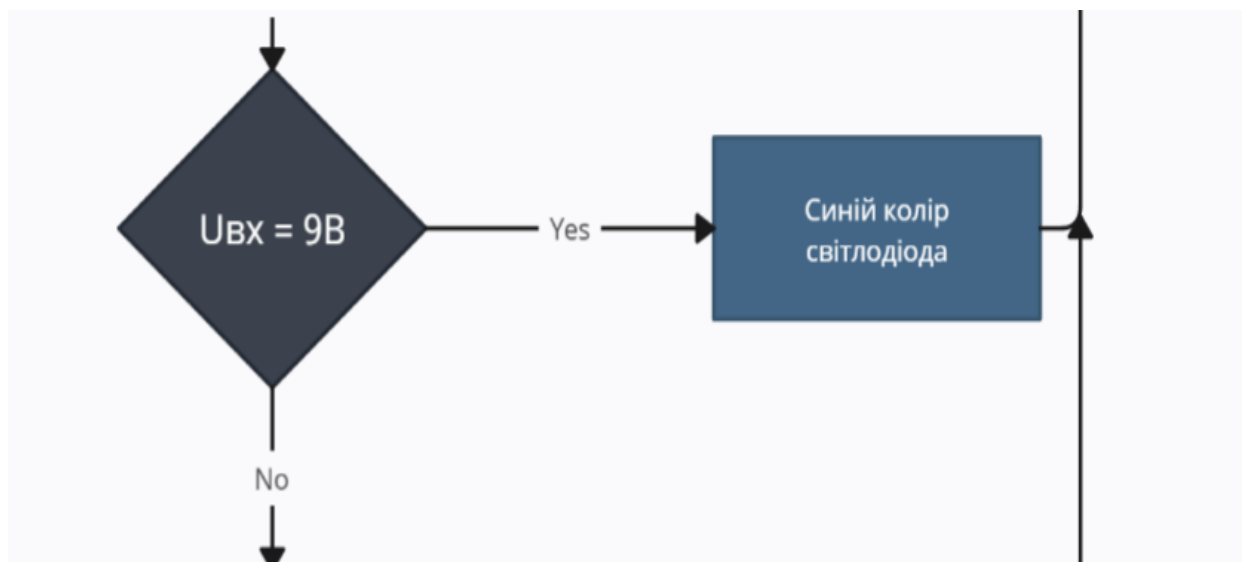 Uвх = 9В
Yes
Синій колір
світлодіода
No